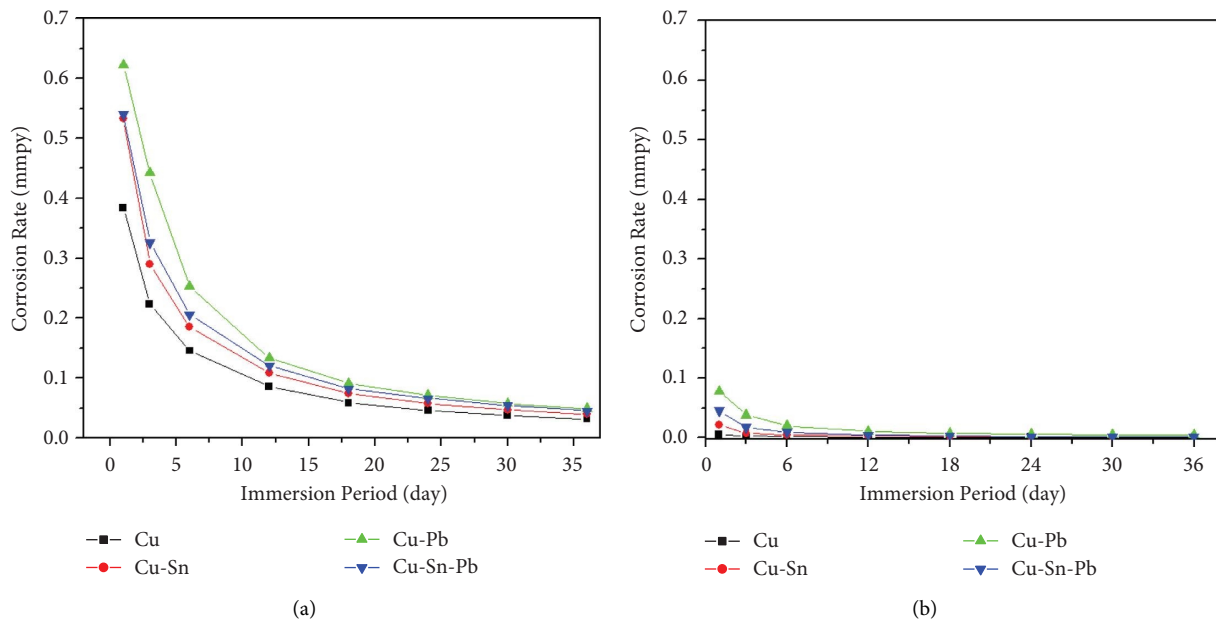 0.7
0.6
0.5
0.4
0.3
0.2
0.1
0.0
Corrosion Rate (mmpy)
0 5 10 15 20 25 30 35
Immersion Period (day)
Cu
Cu-Sn
Cu-Pb
Cu-Sn-Pb
(a)
0.7
0.6
0.5
0.4
0.3
0.2
0.1
0.0
Corrosion Rate (mmpy)
0 6 12 18 24 30 36
Immersion Period (day)
Cu
Cu-Sn
Cu-Pb
Cu-Sn-Pb
(b)